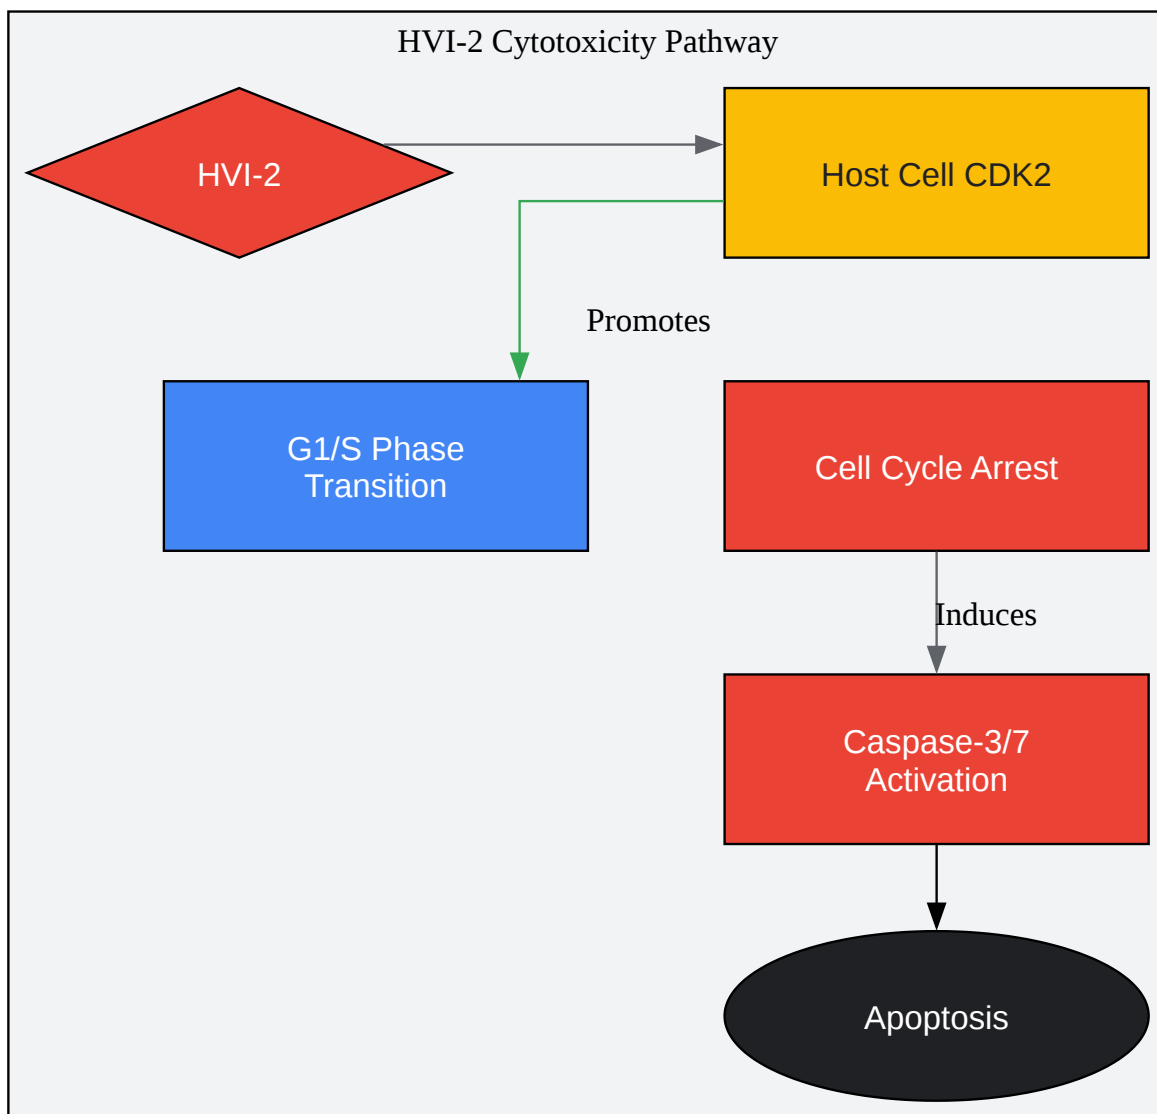 HVI-2 Cytotoxicity Pathway
HVI-2
Host Cell CDK2
Promotes
G1/S Phase
Transition
Cell Cycle Arrest
Induces
Caspase-3/7
Activation
Apoptosis